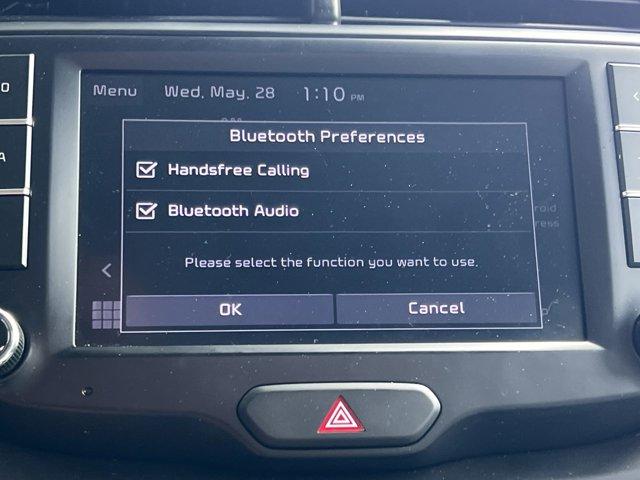 Menu Wed, May, 28 1:10 PM
Bluetooth Preferences
Handsfree Calling
Bluetooth Audio
Please select the function you want to use.
OK Cancel